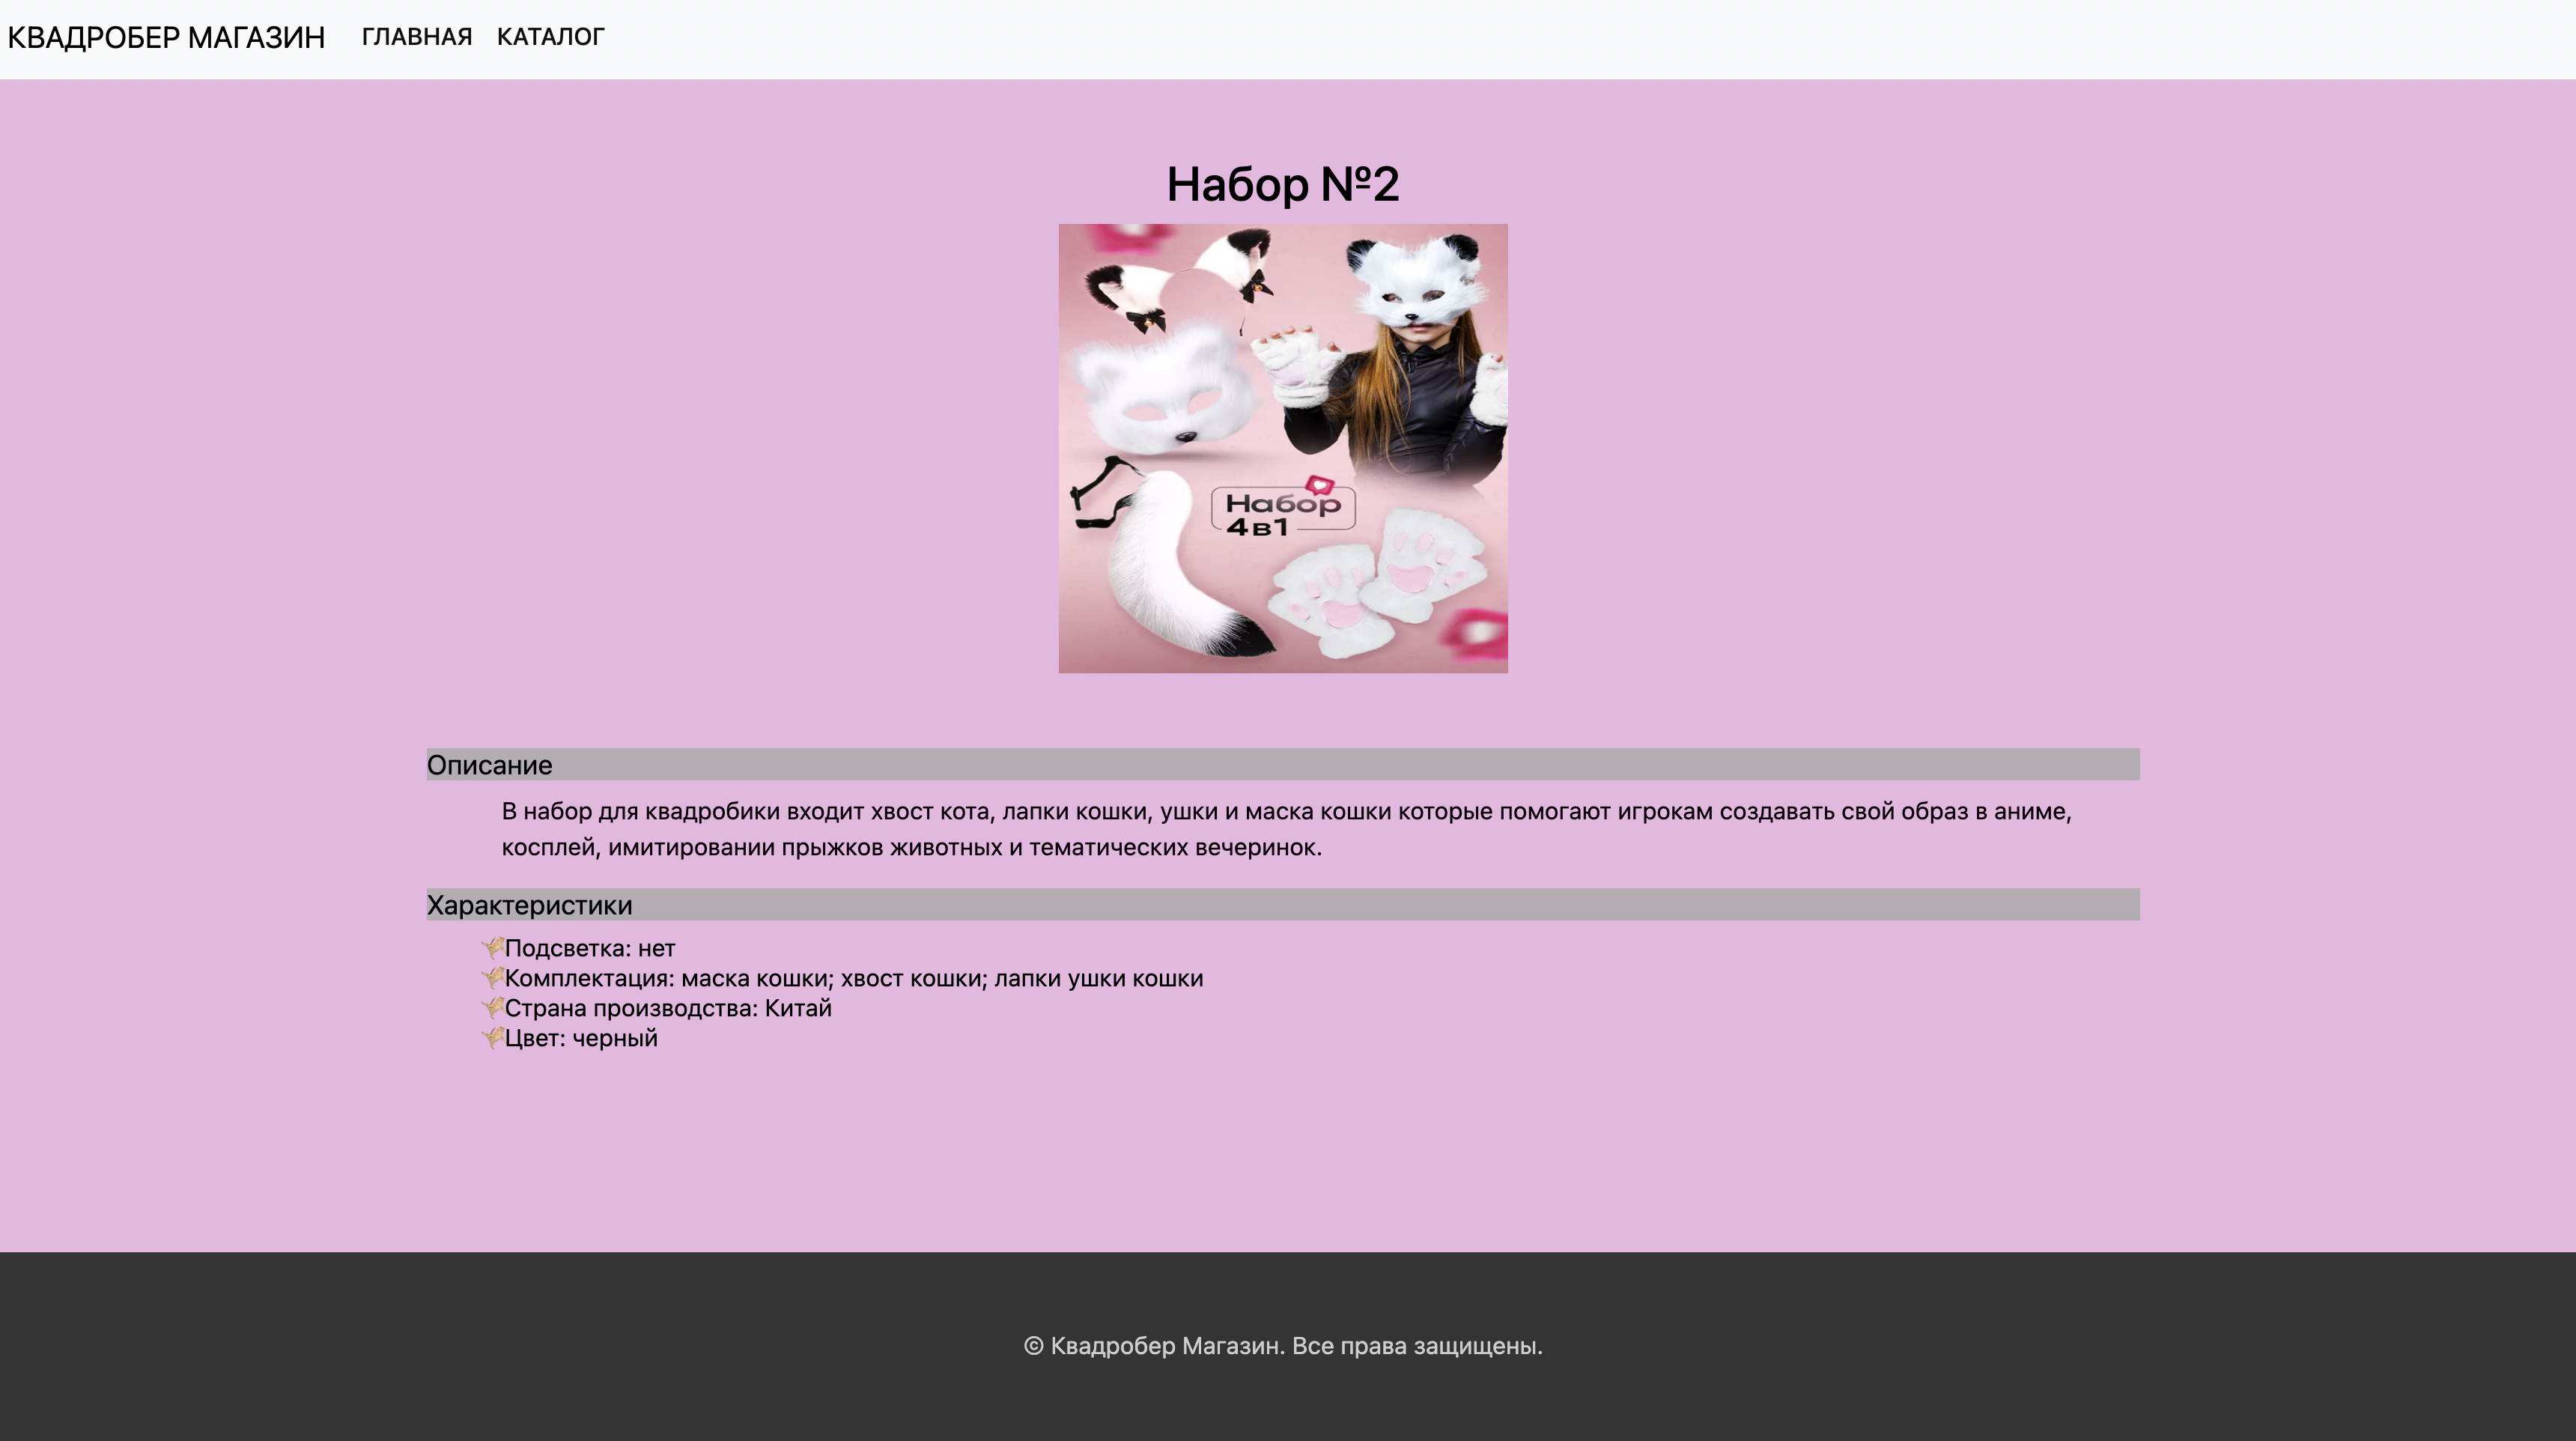 КВАДРОБЕР МАГАЗИН ГЛАВНАЯ КАТАЛОГ
Набор №2
Набор
4в1
Описание
В набор для квадробики входит хвост кота, лапки кошки, ушки и маска кошки которые помогают игрокам создавать свой образ в аниме,
косплей, имитировании прыжков животных и тематических вечеринок.
Характеристики
Подсветка: нет
Комплектация: маска кошки; хвост кошки; лапки ушки кошки
Страна производства: Китай
Цвет: черный
© Квадробер Магазин. Все права защищены.